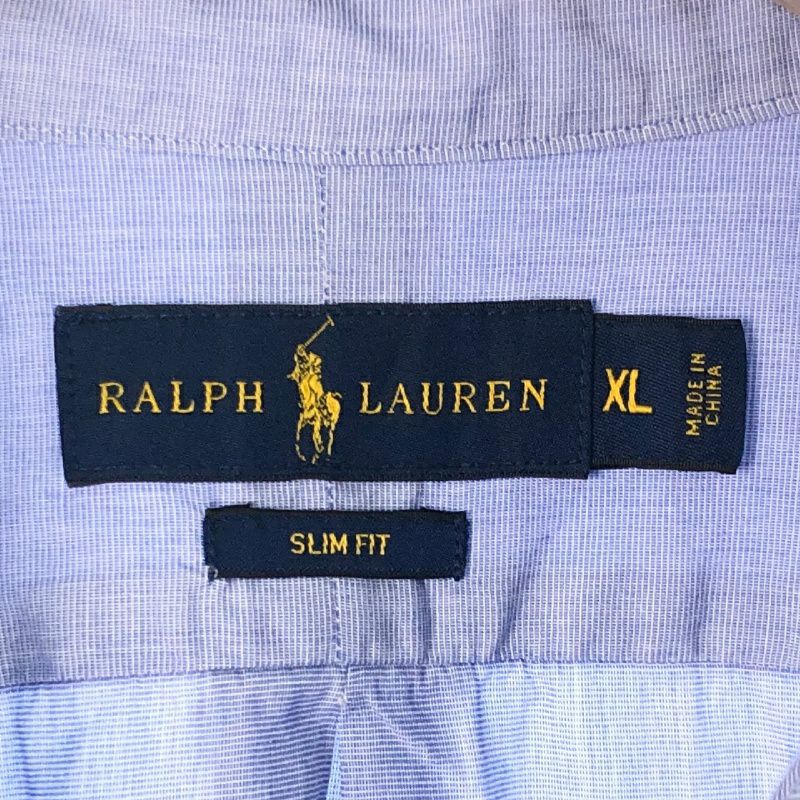 RALPH LAUREN
XL
MADE IN
CHINA
SLIM FIT